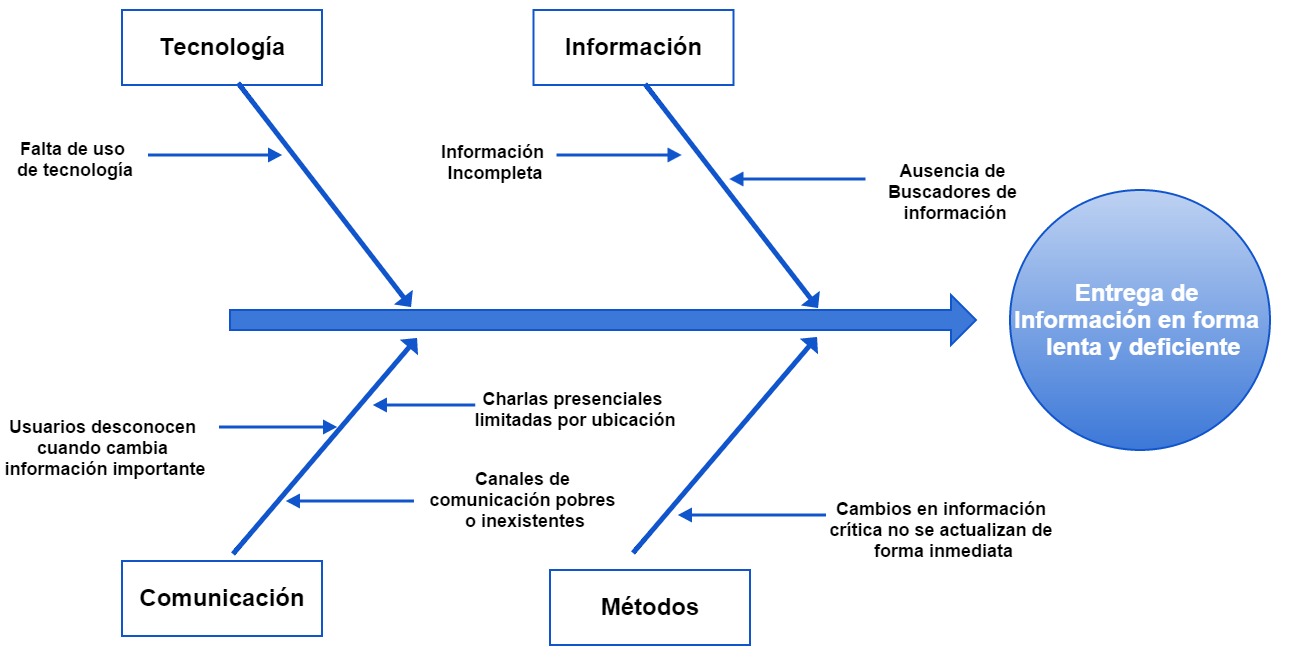 Tecnología
Información
Falta de uso
de tecnología
Información
Incompleta
Ausencia de
Buscadores de
información
Entrega de
Información en forma
lenta y deficiente
Usuarios desconocen
cuando cambia
información importante
Charlas presenciales
limitadas por ubicación
Canales de
comunicación pobres
o inexistentes
Cambios en información
crítica no se actualizan de
forma inmediata
Comunicación
Métodos